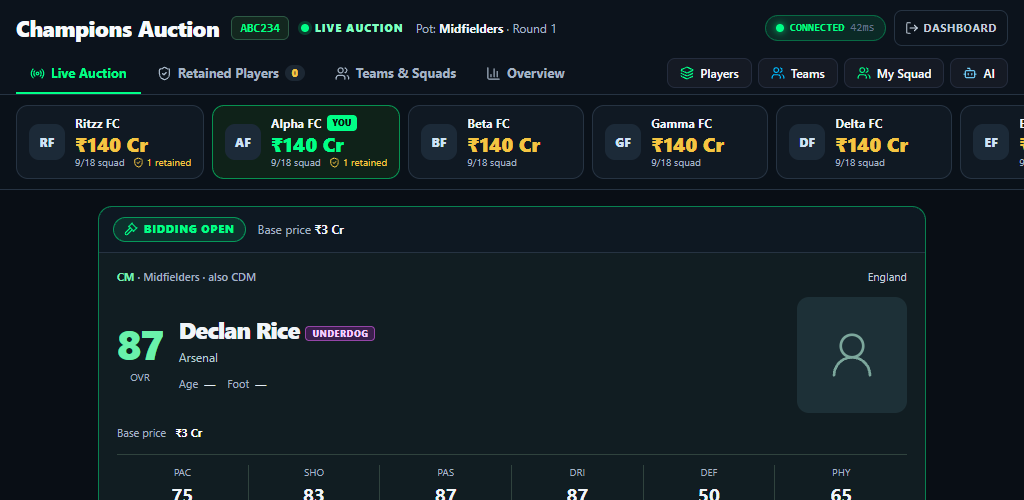 Champions Auction ABC234 LIVE AUCTION Pot: Midfielders · Round 1 CONNECTED 42ms DASHBOARD
Live Auction Retained Players 0 Teams & Squads Overview Players Teams My Squad AI
RF Ritzz FC ₹140 Cr 9/18 squad 1 retained
AF Alpha FC YOU ₹140 Cr 9/18 squad 1 retained
BF Beta FC ₹140 Cr 9/18 squad
GF Gamma FC ₹140 Cr 9/18 squad
DF Delta FC ₹140 Cr 9/18 squad
EF
BIDDING OPEN Base price ₹3 Cr
CM · Midfielders · also CDM England
87 OVR
Declan Rice UNDERDOG
Arsenal
Age — Foot —
Base price ₹3 Cr
PAC SHO PAS DRI DEF PHY
75 83 87 87 50 65